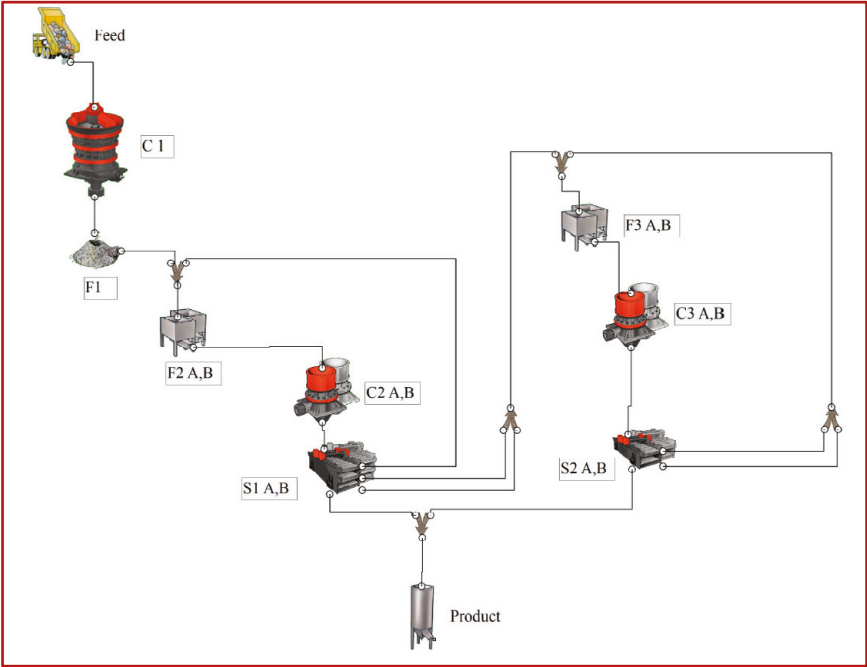 Feed
C 1
F1
F2 A,B
C2 A,B
S1 A,B
F3 A,B
C3 A,B
S2 A,B
Product